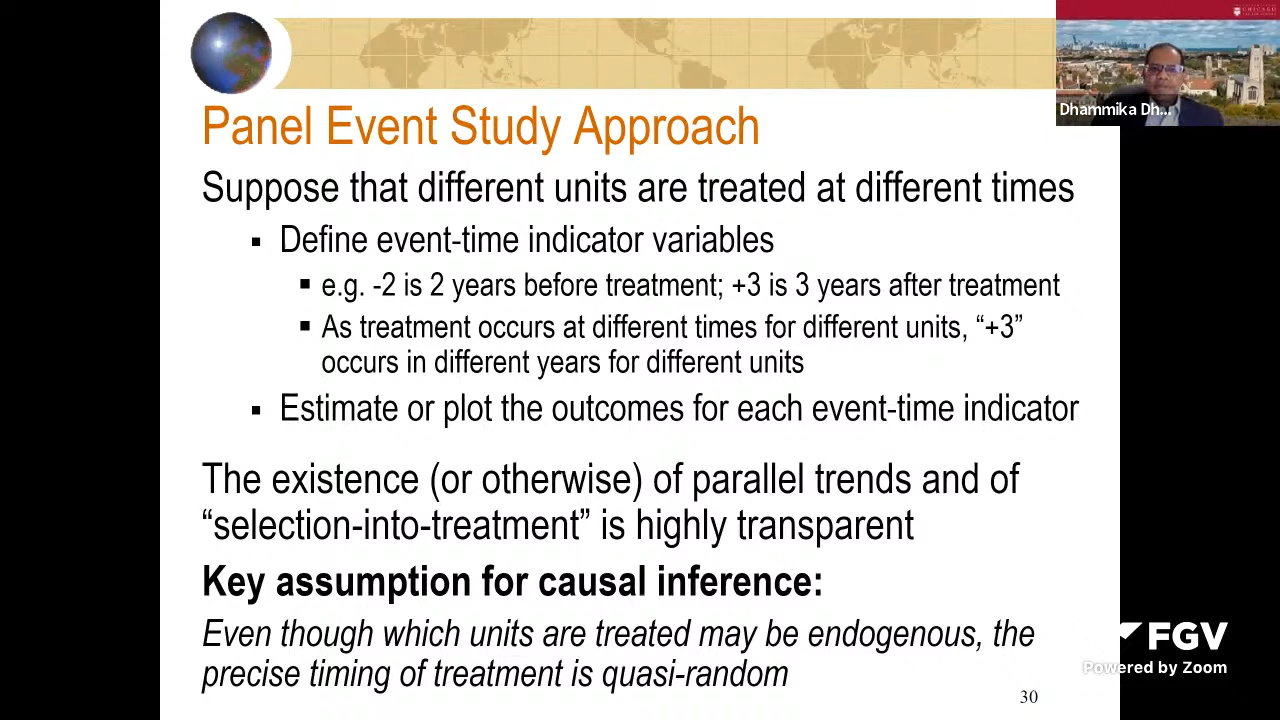 CHICAGO
Dhammika Dh...
Panel Event Study Approach
Suppose that different units are treated at different times
▪ Define event-time indicator variables
▪ e.g. -2 is 2 years before treatment; +3 is 3 years after treatment
▪ As treatment occurs at different times for different units, “+3”
occurs in different years for different units
▪ Estimate or plot the outcomes for each event-time indicator
The existence (or otherwise) of parallel trends and of
“selection-into-treatment” is highly transparent
Key assumption for causal inference:
Even though which units are treated may be endogenous, the
precise timing of treatment is quasi-random
30
FGV
Powered by Zoom